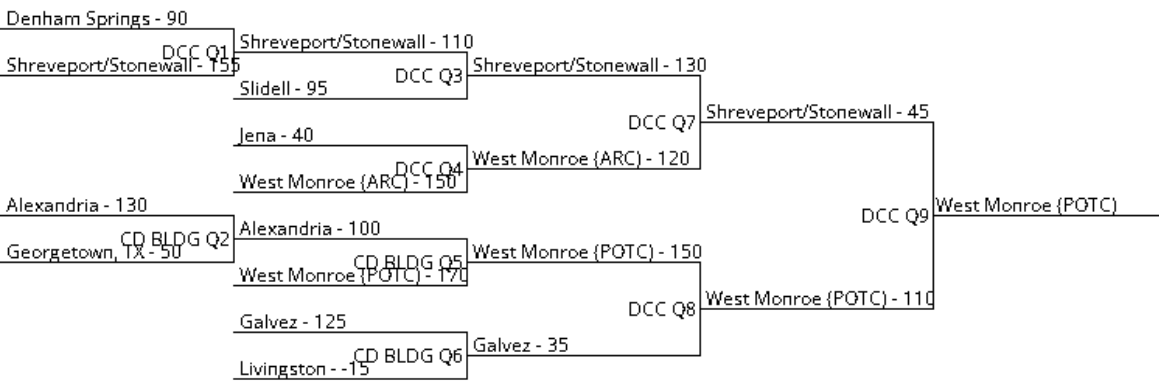 Denham Springs - 90
DCC Q1
Shreveport/Stonewall - 155
Shreveport/Stonewall - 110
DCC Q3
Slidell - 95
Shreveport/Stonewall - 130
Jena - 40
DCC Q4
West Monroe (ARC) - 150
DCC Q7
West Monroe (ARC) - 120
Shreveport/Stonewall - 45
Alexandria - 130
CD BLDG Q2
Georgetown, TX - 50
Alexandria - 100
CD BLDG Q5
West Monroe (POTC) - 170
West Monroe (POTC) - 150
DCC Q9
West Monroe (POTC)
Galvez - 125
CD BLDG Q6
Livingston - -15
DCC Q8
Galvez - 35
West Monroe (POTC) - 110